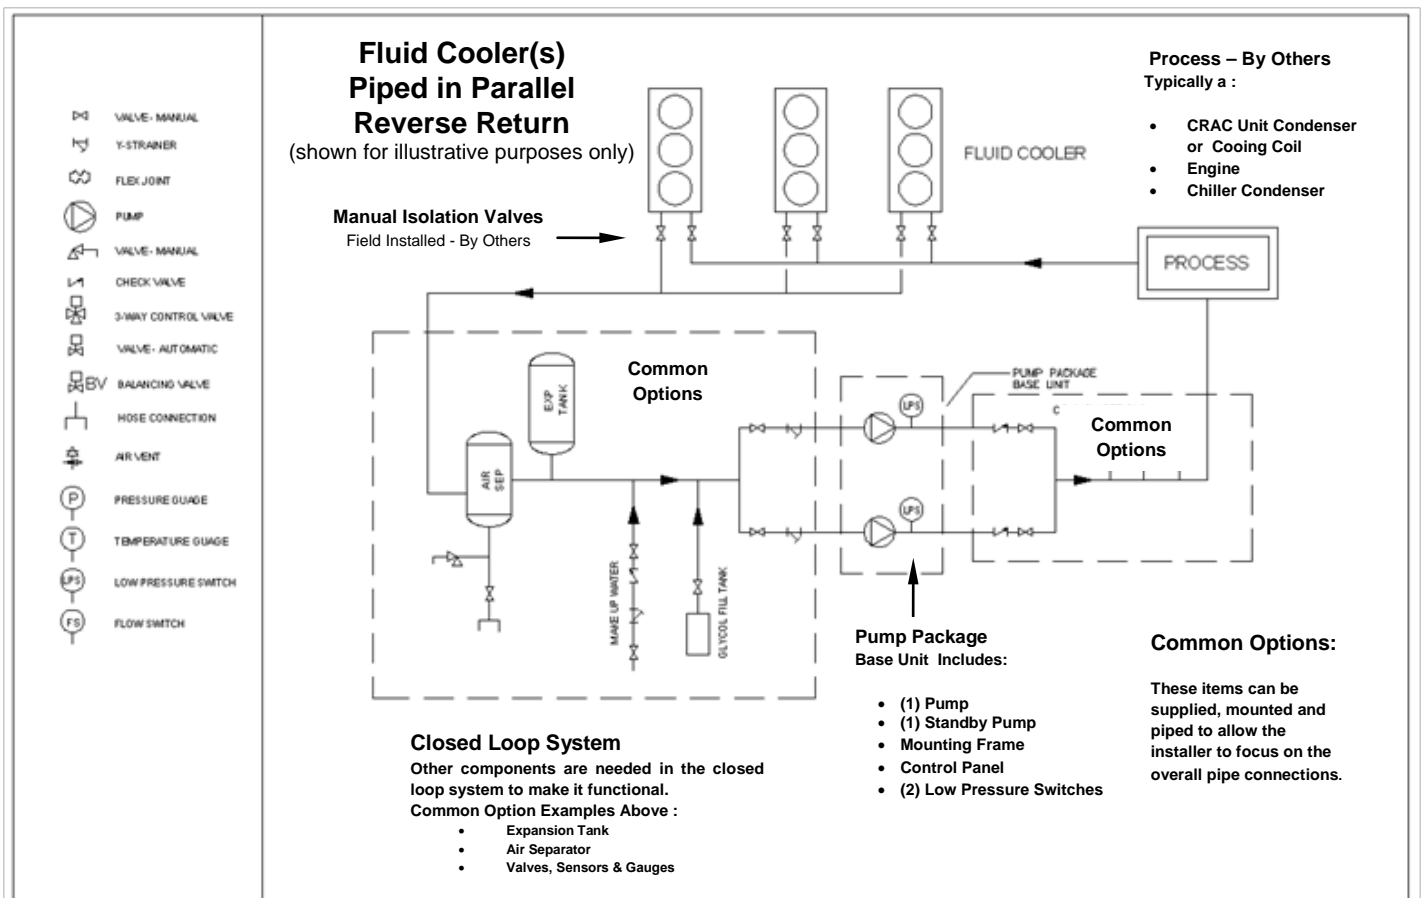 Fluid Cooler(s)
Piped in Parallel
Reverse Return
(shown for illustrative purposes only)
VALVE- MANUAL
Y-STRAINER
FLEX JOINT
PUMP
VALVE- MANUAL
CHECK VALVE
3-WAY CONTROL VALVE
VALVE- AUTOMATIC
BV
BALANCING VALVE
HOSE CONNECTION
AIR VENT
P
PRESSURE GUAGE
T
TEMPERATURE GUAGE
LPS
LOW PRESSURE SWITCH
FS
FLOW SWITCH
Manual Isolation Valves
Field Installed - By Others
FLUID COOLER
Process – By Others
Typically a :
• CRAC Unit Condenser
or Cooing Coil
• Engine
• Chiller Condenser
PROCESS
Common
Options
EXP
TANK
AIR
SEP
MAKE UP WATER
GLYCOL FILL TANK
PUMP PACKAGE
BASE UNIT
LPS
LPS
Common
Options
Pump Package
Base Unit Includes:
• (1) Pump
• (1) Standby Pump
• Mounting Frame
• Control Panel
• (2) Low Pressure Switches
Common Options:
These items can be
supplied, mounted and
piped to allow the
installer to focus on the
overall pipe connections.
Closed Loop System
Other components are needed in the closed
loop system to make it functional.
Common Option Examples Above :
• Expansion Tank
• Air Separator
• Valves, Sensors & Gauges